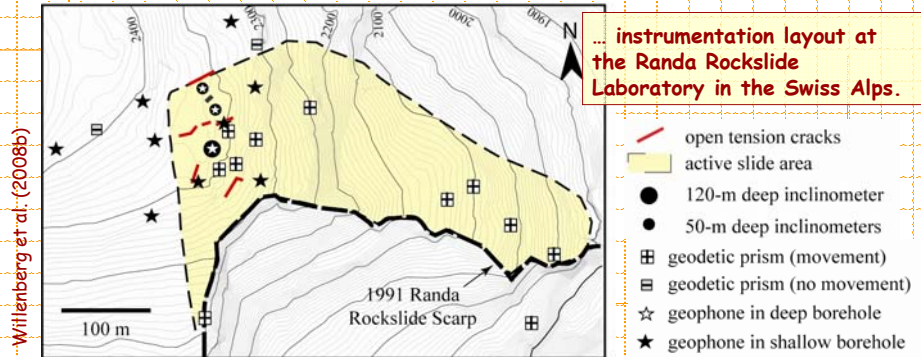 2400
2300
2200
2100
2000
1900
N
… instrumentation layout at
the Randa Rockslide
Laboratory in the Swiss Alps.
Willenberg et al. (2008b)
open tension cracks
active slide area
120-m deep inclinometer
50-m deep inclinometers
geodetic prism (movement)
geodetic prism (no movement)
geophone in deep borehole
geophone in shallow borehole
1991 Randa
Rockslide Scarp
100 m